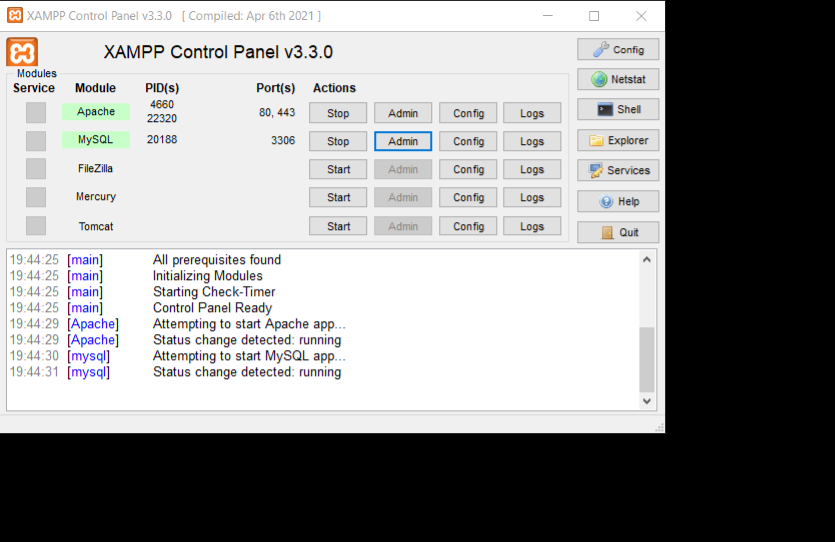 XAMPP Control Panel v3.3.0 [ Compiled: Apr 6th 2021 ]
XAMPP Control Panel v3.3.0
Config
Modules
Service Module PID(s) Port(s) Actions
Netstat
Apache 4660 22320 80, 443 Stop Admin Config Logs
Shell
MySQL 20188 3306 Stop Admin Config Logs
Explorer
FileZilla Start Admin Config Logs
Services
Mercury Start Admin Config Logs
Help
Tomcat Start Admin Config Logs
Quit
19:44:25 [main] All prerequisites found
19:44:25 [main] Initializing Modules
19:44:25 [main] Starting Check-Timer
19:44:25 [main] Control Panel Ready
19:44:29 [Apache] Attempting to start Apache app...
19:44:29 [Apache] Status change detected: running
19:44:30 [mysql] Attempting to start MySQL app...
19:44:31 [mysql] Status change detected: running